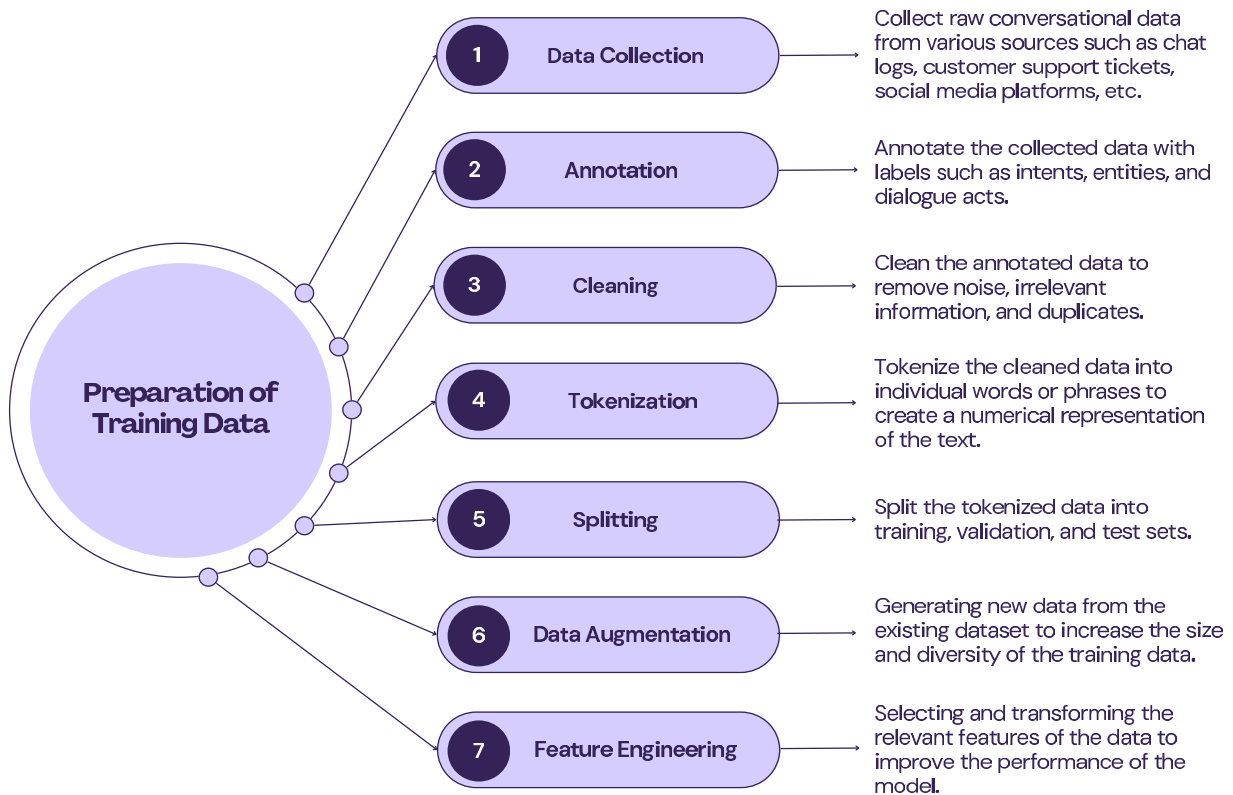 Preparation of
Training Data
1
Data Collection
Collect raw conversational data
from various sources such as chat
logs, customer support tickets,
social media platforms, etc.
2
Annotation
Annotate the collected data with
labels such as intents, entities, and
dialogue acts.
3
Cleaning
Clean the annotated data to
remove noise, irrelevant
information, and duplicates.
4
Tokenization
Tokenize the cleaned data into
individual words or phrases to
create a numerical representation
of the text.
5
Splitting
Split the tokenized data into
training, validation, and test sets.
6
Data Augmentation
Generating new data from the
existing dataset to increase the size
and diversity of the training data.
7
Feature Engineering
Selecting and transforming the
relevant features of the data to
improve the performance of the
model.